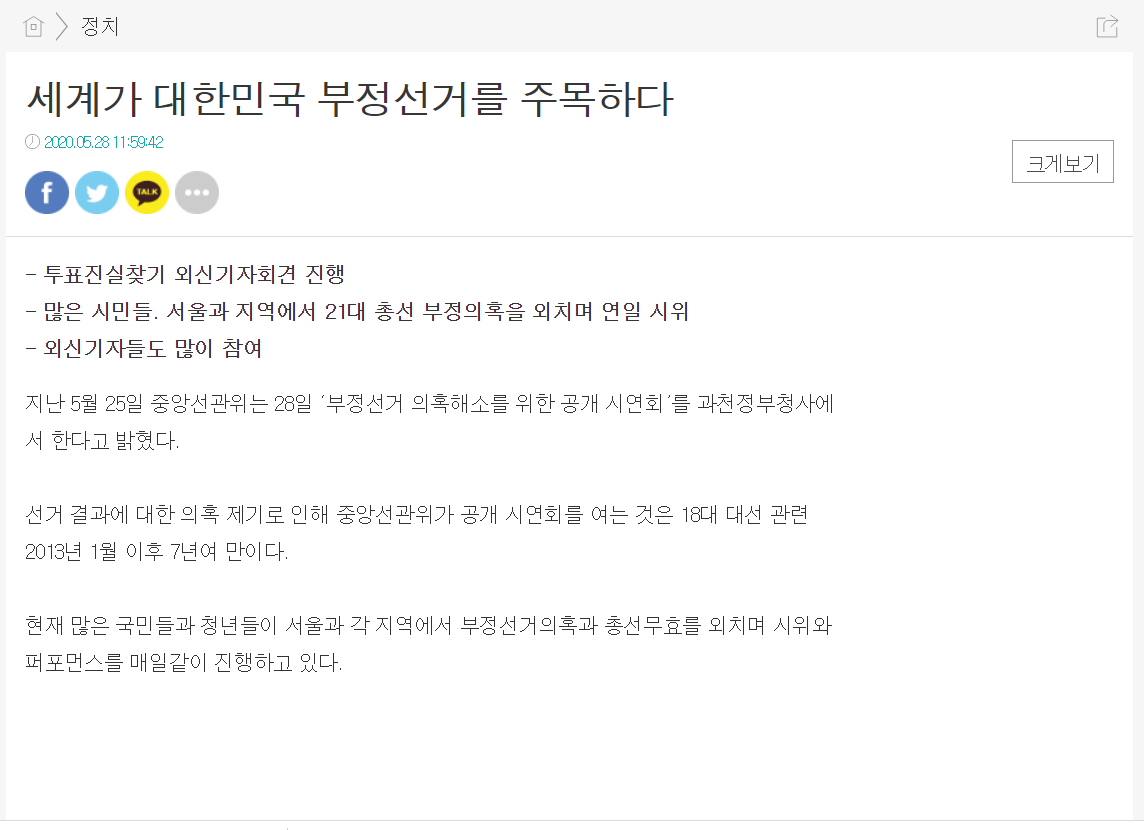 정치
세계가 대한민국 부정선거를 주목하다
2020.05.28 11:59:42
크게보기
f
TALK
- 투표진실찾기 외신기자회견 진행
- 많은 시민들. 서울과 지역에서 21대 총선 부정의혹을 외치며 연일 시위
- 외신기자들도 많이 참여
지난 5월 25일 중앙선관위는 28일 ´부정선거 의혹해소를 위한 공개 시연회´를 과천정부청사에
서 한다고 밝혔다.
선거 결과에 대한 의혹 제기로 인해 중앙선관위가 공개 시연회를 여는 것은 18대 대선 관련
2013년 1월 이후 7년여 만이다.
현재 많은 국민들과 청년들이 서울과 각 지역에서 부정선거의혹과 총선무효를 외치며 시위와
퍼포먼스를 매일같이 진행하고 있다.